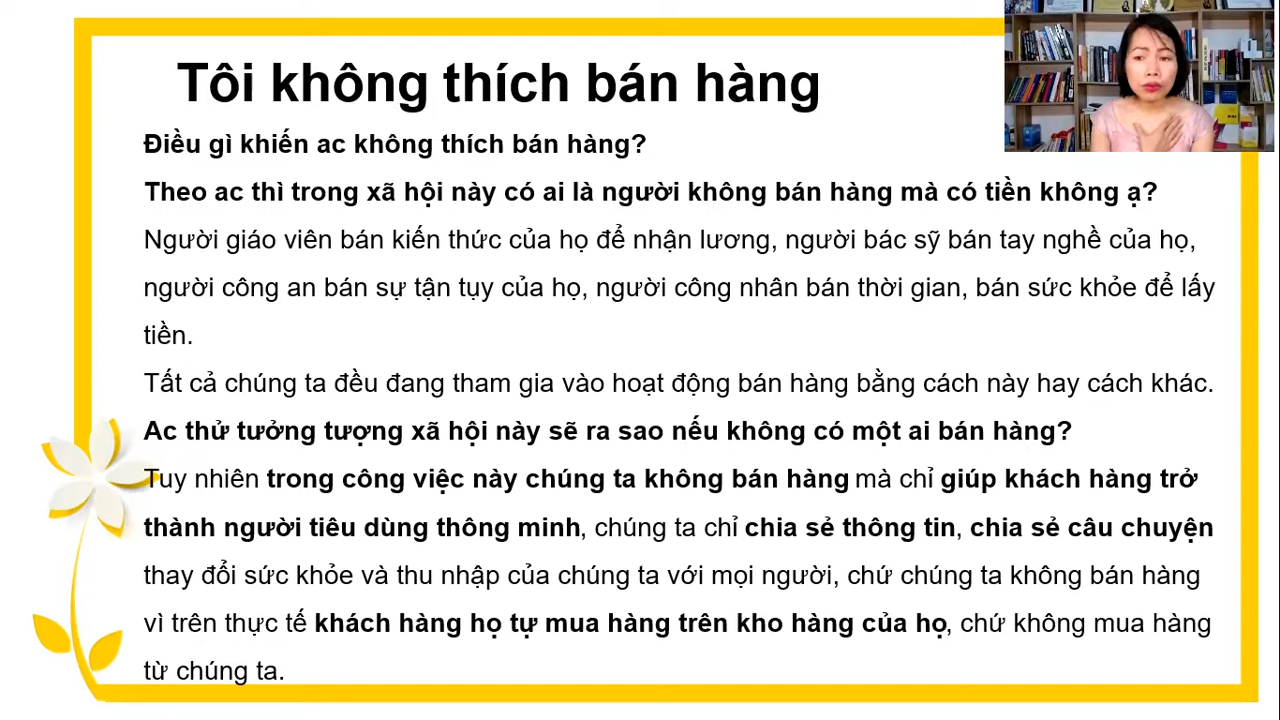 Tôi không thích bán hàng
Điều gì khiến ac không thích bán hàng?
Theo ac thì trong xã hội này có ai là người không bán hàng mà có tiền không ạ?
Người giáo viên bán kiến thức của họ để nhận lương, người bác sỹ bán tay nghề của họ,
người công an bán sự tận tụy của họ, người công nhân bán thời gian, bán sức khỏe để lấy
tiền.
Tất cả chúng ta đều đang tham gia vào hoạt động bán hàng bằng cách này hay cách khác.
Ac thử tưởng tượng xã hội này sẽ ra sao nếu không có một ai bán hàng?
Tuy nhiên trong công việc này chúng ta không bán hàng mà chỉ giúp khách hàng trở
thành người tiêu dùng thông minh, chúng ta chỉ chia sẻ thông tin, chia sẻ câu chuyện
thay đổi sức khỏe và thu nhập của chúng ta với mọi người, chứ chúng ta không bán hàng
vì trên thực tế khách hàng họ tự mua hàng trên kho hàng của họ, chứ không mua hàng
từ chúng ta.